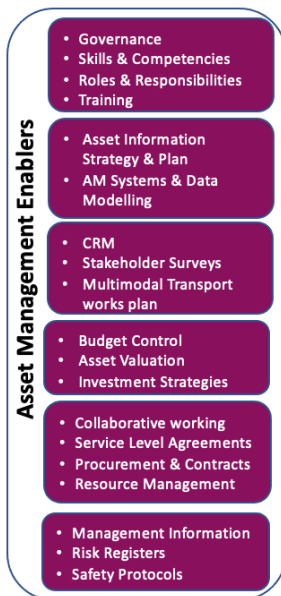 Asset Management Enablers
• Governance
• Skills & Competencies
• Roles & Responsibilities
• Training
• Asset Information
Strategy & Plan
• AM Systems & Data
Modelling
• CRM
• Stakeholder Surveys
• Multimodal Transport
works plan
• Budget Control
• Asset Valuation
• Investment Strategies
• Collaborative working
• Service Level Agreements
• Procurement & Contracts
• Resource Management
• Management Information
• Risk Registers
• Safety Protocols